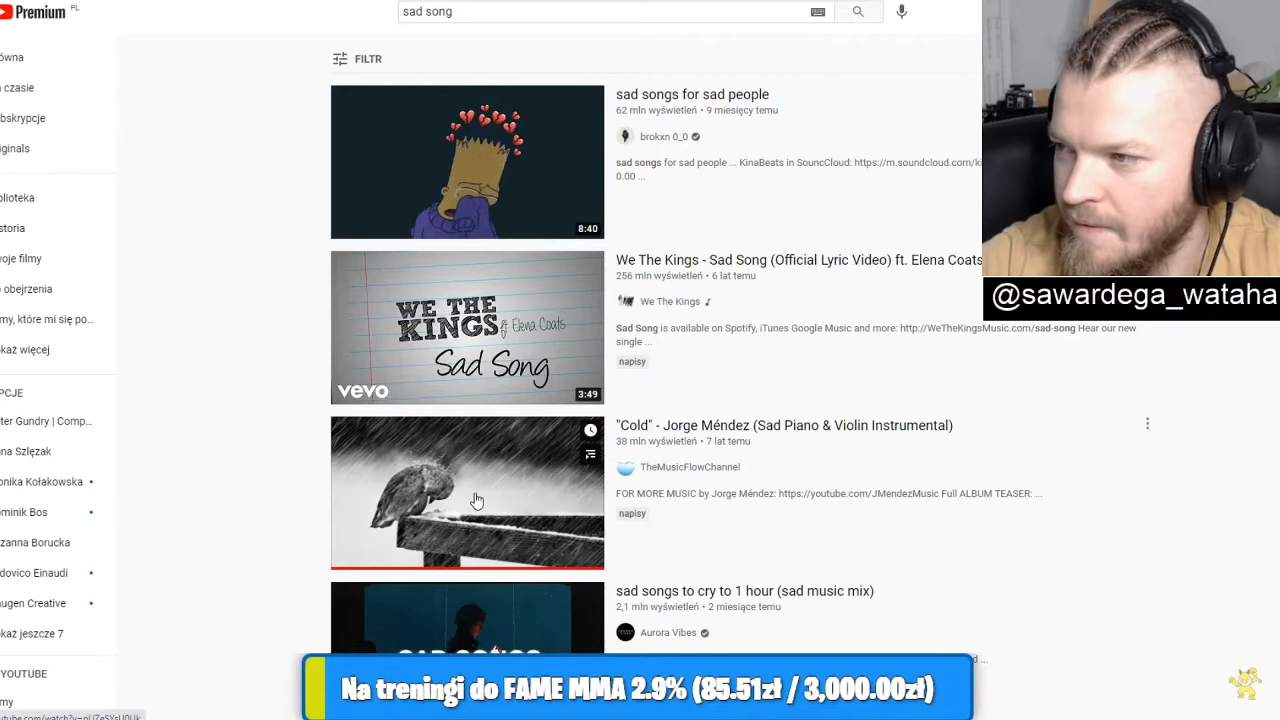 Premium PL
sad song
ówna
czasie
bskrypcje
ginals
blioteka
storia
woje filmy
obejrzenia
my, które mi się po...
każ więcej
PCJE
ter Gundry | Comp...
na Szlęzak
onika Kołakowska
ominik Bos
zanna Borucka
dovico Einaudi
augen Creative
każ jeszcze 7
YOUTUBE
my
FILTR
8:40
sad songs for sad people
62 mln wyświetleń • 9 miesięcy temu
brokxn 0_0
sad songs for sad people ... KinaBeats in SouncCloud: https://m.soundcloud.com/k
0.00 ...
WE THE
KINGS ft Elena Coats
Sad Song
vevo
3:49
We The Kings - Sad Song (Official Lyric Video) ft. Elena Coats
256 mln wyświetleń • 6 lat temu
We The Kings
Sad Song is available on Spotify, iTunes Google Music and more: http://WeTheKingsMusic.com/sad-song Hear our new
single ...
napisy
"Cold" - Jorge Méndez (Sad Piano & Violin Instrumental)
38 mln wyświetleń • 7 lat temu
TheMusicFlowChannel
FOR MORE MUSIC by Jorge Méndez: https://youtube.com/JMendezMusic Full ALBUM TEASER: ...
napisy
sad songs to cry to 1 hour (sad music mix)
2,1 mln wyświetleń • 2 miesiące temu
Aurora Vibes
SAD SONGS
@sawardega_wataha
Na treningi do FAME MMA 2.9% (85.51zł / 3,000.00zł)